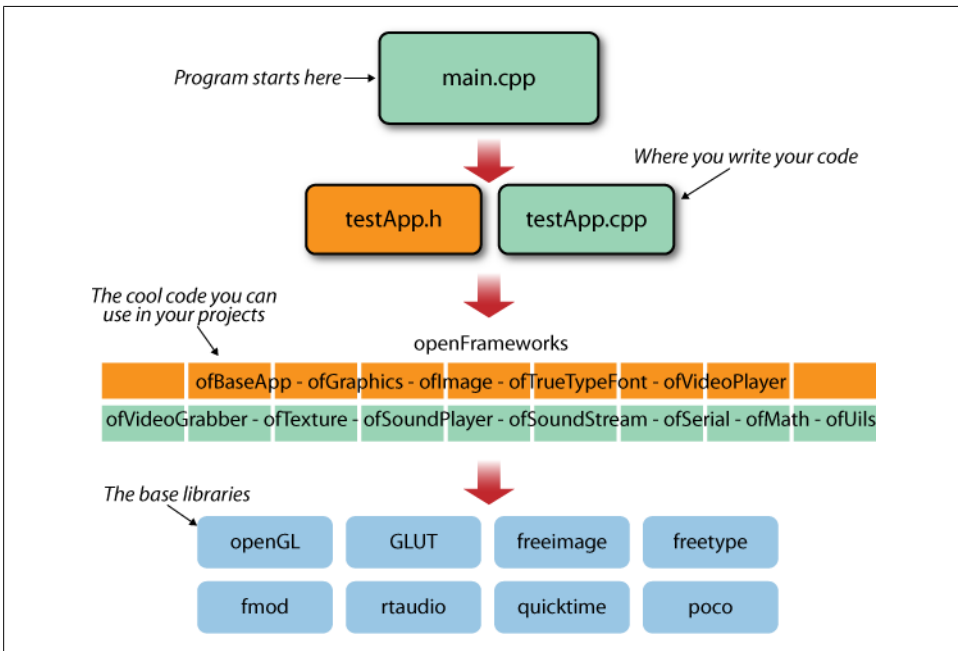 Program starts here
main.cpp
Where you write your code
testApp.h
testApp.cpp
The cool code you can
use in your projects
openFrameworks
ofBaseApp - ofGraphics - ofImage - ofTrueTypeFont - ofVideoPlayer
ofVideoGrabber - ofTexture - ofSoundPlayer - ofSoundStream - ofSerial - ofMath - ofUils
The base libraries
openGL
GLUT
freeimage
freetype
fmod
rtaudio
quicktime
poco